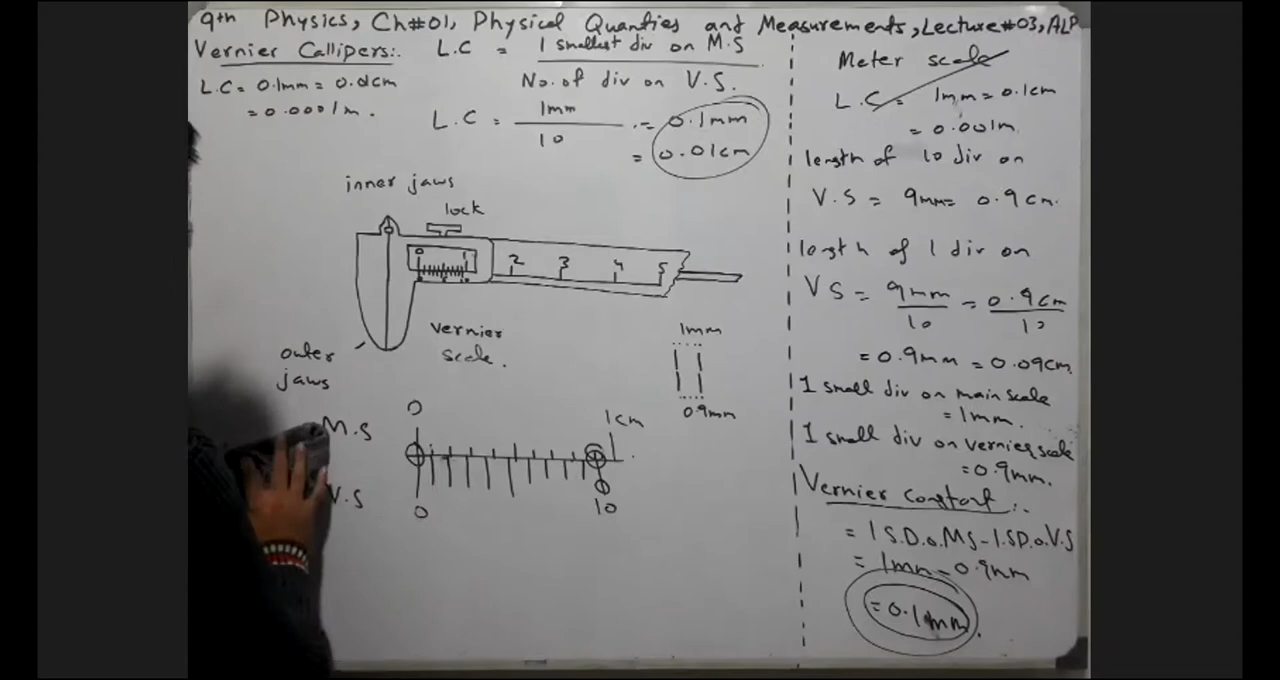 9th Physics, Ch#01, Physical Quanties and Measurements, Lecture#03, ALP
Vernier Callipers:.
L.C = 0.1mm = 0.01cm
= 0.0001m.
L.C = 1 smallest div on M.S
No. of div on V.S.
L.C = 1mm
10
= 0.1mm
= 0.01cm
inner jaws
lock
0 1 2 3 4 5
outer
jaws
vernier
scale.
1mm
0.9mm
M.S
0
1cm
V.S
0
10
Meter scale
L.C = 1mm = 0.1cm
= 0.001m
length of 10 div on
V.S = 9mm = 0.9cm.
length of 1 div on
VS = 9mm = 0.9cm
10 10
= 0.9mm = 0.09cm.
1 small div on main scale
= 1mm.
1 small div on vernier scale
= 0.9mm.
Vernier constant:.
= 1 S.D.o.MS - 1.SD.o.V.S
= 1mm - 0.9mm
= 0.1mm.